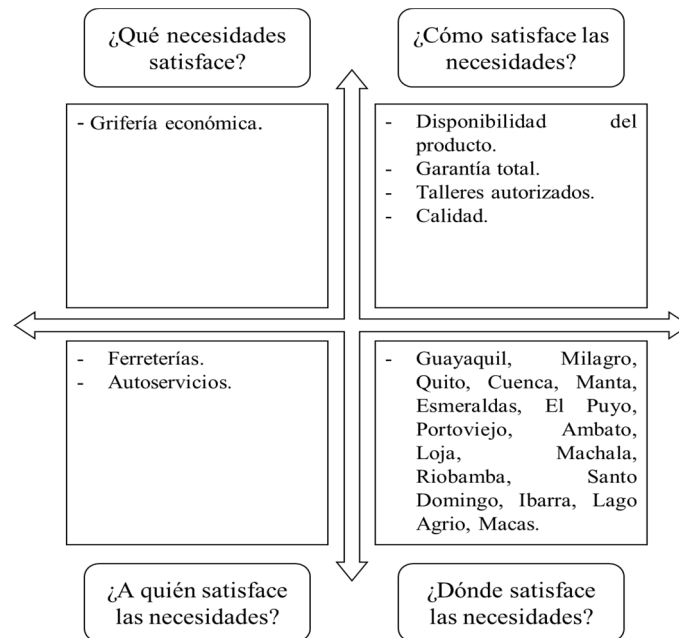 ¿Qué necesidades
satisface?
¿Cómo satisface las
necesidades?
- Grifería económica.
- Disponibilidad del
producto.
- Garantía total.
- Talleres autorizados.
- Calidad.
- Ferreterías.
- Autoservicios.
- Guayaquil, Milagro,
Quito, Cuenca, Manta,
Esmeraldas, El Puyo,
Portoviejo, Ambato,
Loja, Machala,
Riobamba, Santo
Domingo, Ibarra, Lago
Agrio, Macas.
¿A quién satisface
las necesidades?
¿Dónde satisface
las necesidades?